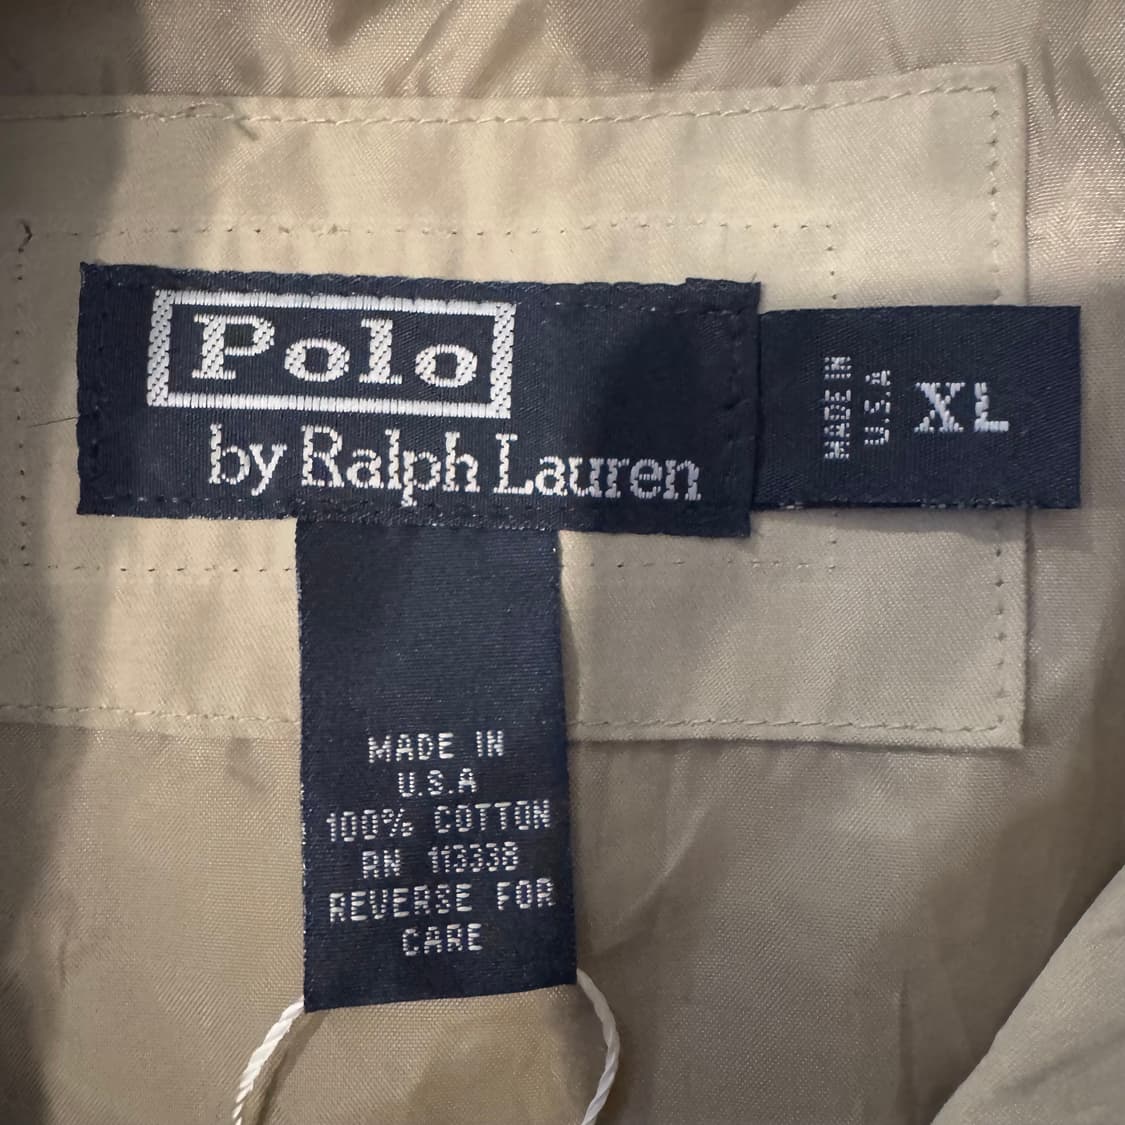 Polo
by Ralph Lauren
MADE IN
U.S.A
XL
MADE IN
U.S.A
100% COTTON
RN 113338
REVERSE FOR
CARE